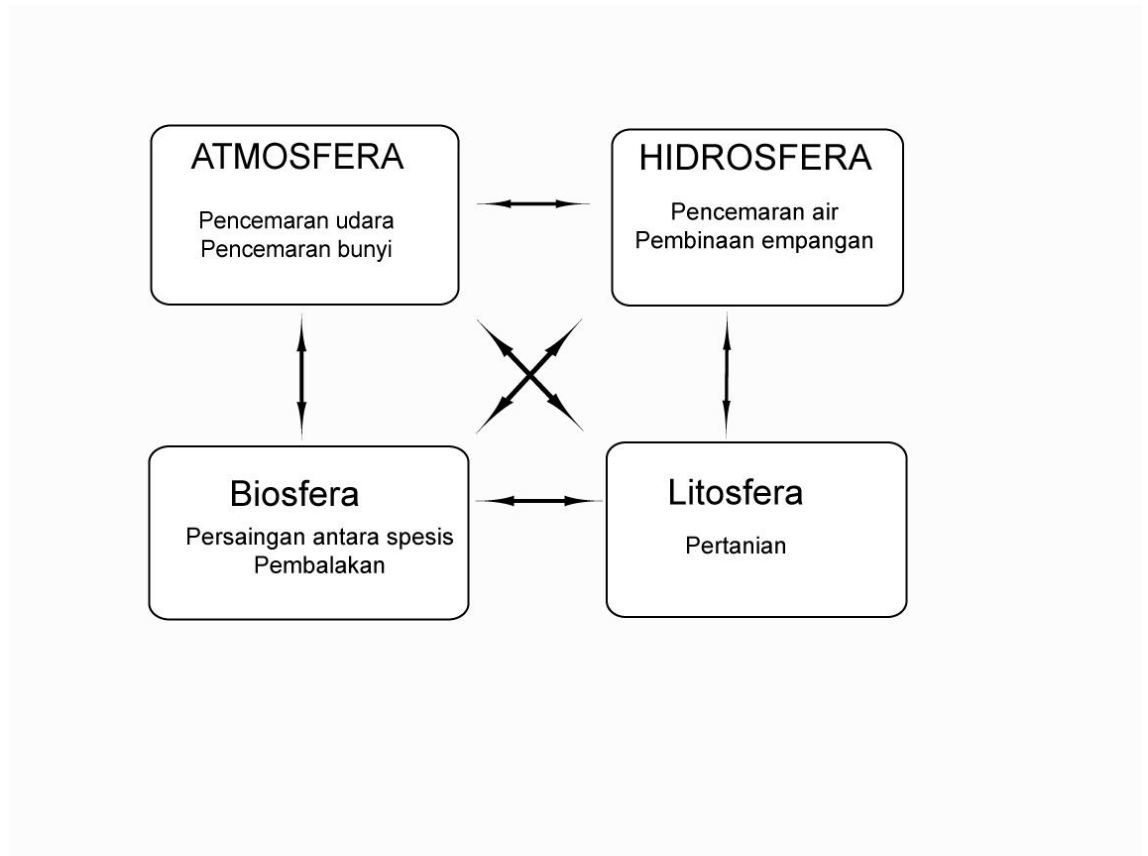 ATMOSFERA
Pencemaran udara
Pencemaran bunyi
HIDROSFERA
Pencemaran air
Pembinaan empangan
Biosfera
Persaingan antara spesis
Pembalakan
Litosfera
Pertanian